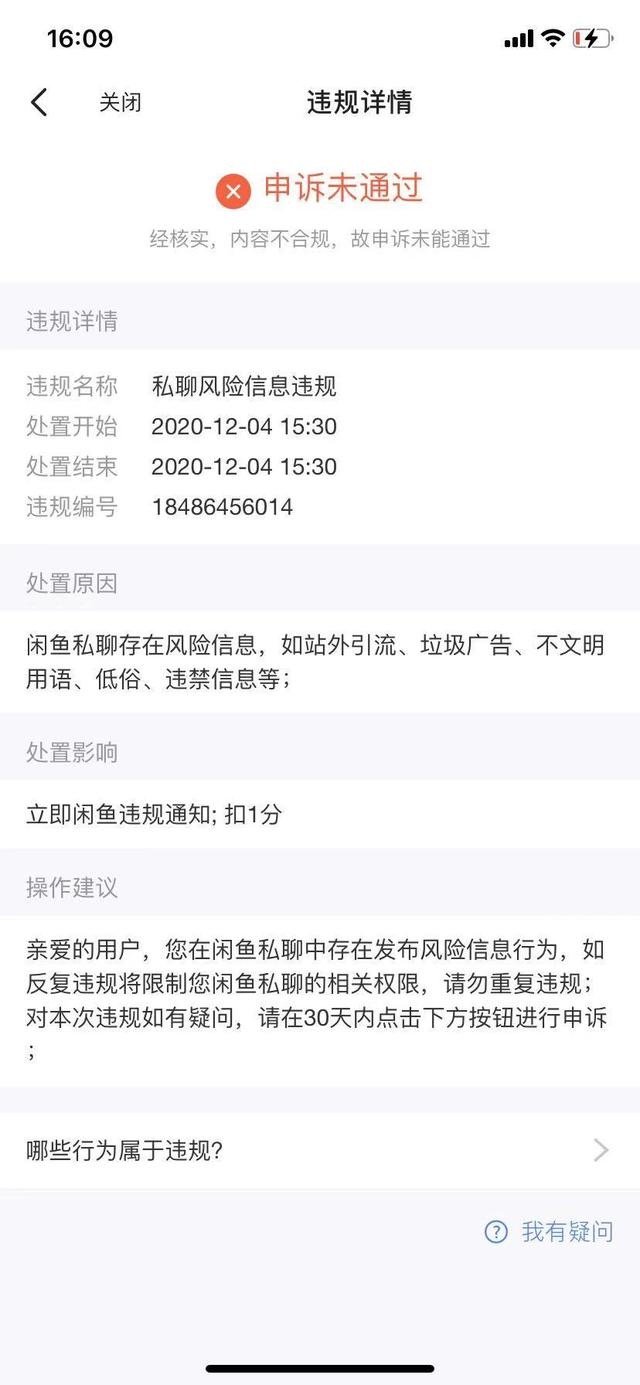 16:09
关闭
违规详情
申诉未通过
经核实，内容不合规，故申诉未能通过
违规详情
违规名称 私聊风险信息违规
处置开始 2020-12-04 15:30
处置结束 2020-12-04 15:30
违规编号 18486456014
处置原因
闲鱼私聊存在风险信息，如站外引流、垃圾广告、不文明
用语、低俗、违禁信息等；
处置影响
立即闲鱼违规通知; 扣1分
操作建议
亲爱的用户，您在闲鱼私聊中存在发布风险信息行为，如
反复违规将限制您闲鱼私聊的相关权限，请勿重复违规；
对本次违规如有疑问，请在30天内点击下方按钮进行申诉
；
哪些行为属于违规?
我有疑问